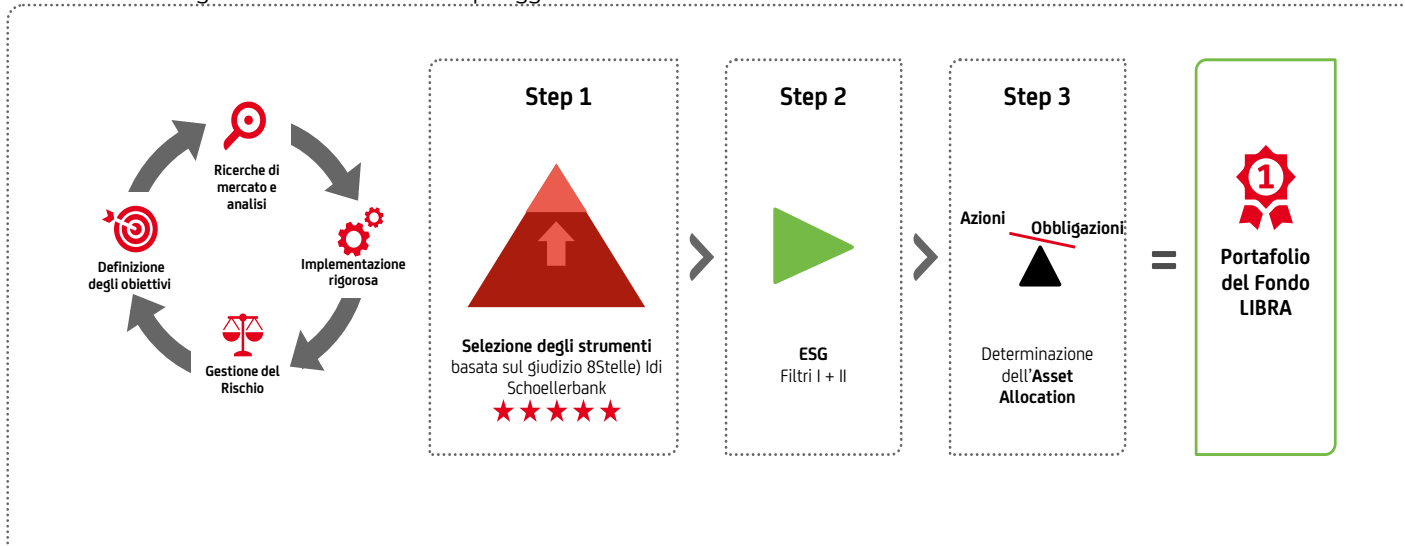 Ricerche di
mercato e
analisi
Implementazione
rigorosa
Gestione del
Rischio
Definizione
degli obiettivi
Step 1
Selezione degli strumenti
basata sul giudizio 8Stelle) Idi
Schoellerbank
Step 2
ESG
Filtri I + II
Step 3
Azioni
Obbligazioni
Determinazione
dell'Asset
Allocation
=
1
Portafolio
del Fondo
LIBRA